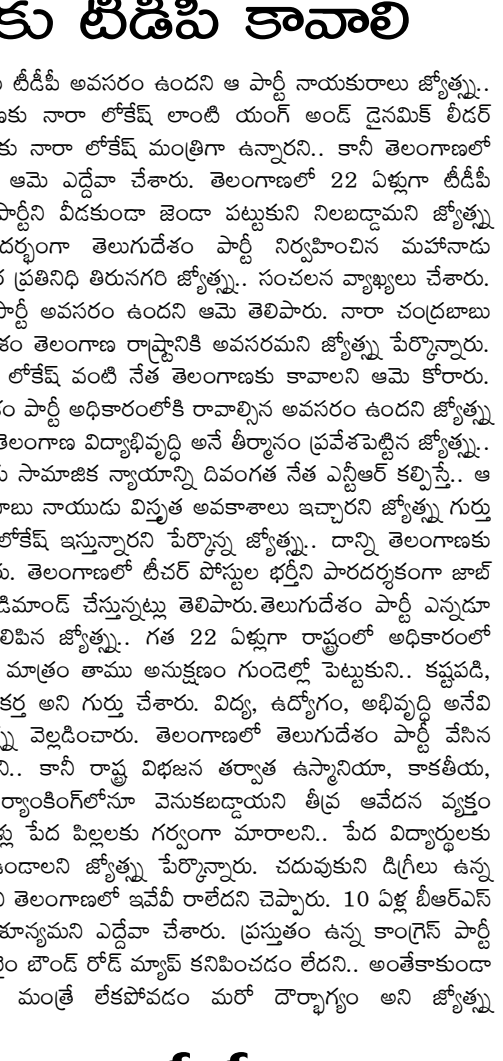 కు టీడీపీ కావాలి
టీడీపీ అవసరం ఉందని ఆ పార్టీ నాయకురాలు జ్యోత్స్న..
నారా లోకేష్ లాంటి యంగ్ అండ్ డైనమిక్ లీడర్
కు నారా లోకేష్ మంత్రిగా ఉన్నారని.. కానీ తెలంగాణలో
ఆమె ఎద్దేవా చేశారు. తెలంగాణలో 22 ఏళ్లుగా టీడీపీ
పార్టీని వీడకుండా జెండా పట్టుకుని నిలబడ్డామని జ్యోత్స్న
దర్భంగా తెలుగుదేశం పార్టీ నిర్వహించిన మహానాడు
ప్రతినిధి తిరునగరి జ్యోత్స్న.. సంచలన వ్యాఖ్యలు చేశారు.
పార్టీ అవసరం ఉందని ఆమె తెలిపారు. నారా చంద్రబాబు
శం తెలంగాణ రాష్ట్రానికి అవసరమని జ్యోత్స్న పేర్కొన్నారు.
లోకేష్ వంటి నేత తెలంగాణకు కావాలని ఆమె కోరారు.
శం పార్టీ అధికారంలోకి రావాల్సిన అవసరం ఉందని జ్యోత్స్న
తెలంగాణ విద్యాభివృద్ధి అనే తీర్మానం ప్రవేశపెట్టిన జ్యోత్స్న..
సామాజిక న్యాయాన్ని దివంగత నేత ఎన్టీఆర్ కల్పిస్తే.. ఆ
బాబు నాయుడు విస్తృత అవకాశాలు ఇచ్చారని జ్యోత్స్న గుర్తు
లోకేష్ ఇస్తున్నారని పేర్కొన్న జ్యోత్స్న.. దాన్ని తెలంగాణకు
తెలంగాణలో టీచర్ పోస్టుల భర్తీని పారదర్శకంగా జాబ్
డిమాండ్ చేస్తున్నట్లు తెలిపారు.తెలుగుదేశం పార్టీ ఎన్నడూ
లిపిన జ్యోత్స్న.. గత 22 ఏళ్లుగా రాష్ట్రంలో అధికారంలో
మాత్రం తాము అనుక్షణం గుండెల్లో పెట్టుకుని.. కష్టపడి,
కర్త అని గుర్తు చేశారు. విద్య, ఉద్యోగం, అభివృద్ధి అనేవి
వెల్లడించారు. తెలంగాణలో తెలుగుదేశం పార్టీ వేసిన
ని.. కానీ రాష్ట్ర విభజన తర్వాత ఉస్మానియా, కాకతీయ,
ర్యాంకింగ్‌లోనూ వెనుకబడ్డాయని తీవ్ర ఆవేదన వ్యక్తం
పేద పిల్లలకు గర్వంగా మారాలని.. పేద విద్యార్థులకు
ఉండాలని జ్యోత్స్న పేర్కొన్నారు. చదువుకుని డిగ్రీలు ఉన్న
తెలంగాణలో ఇవేవీ రాలేదని చెప్పారు. 10 ఏళ్ల బీఆర్ఎస్
శూన్యమని ఎద్దేవా చేశారు. ప్రస్తుతం ఉన్న కాంగ్రెస్ పార్టీ
బౌండ్ రోడ్ మ్యాప్ కనిపించడం లేదని.. అంతేకాకుండా
మంత్రే లేకపోవడం మరో దౌర్భాగ్యం అని జ్యోత్స్న